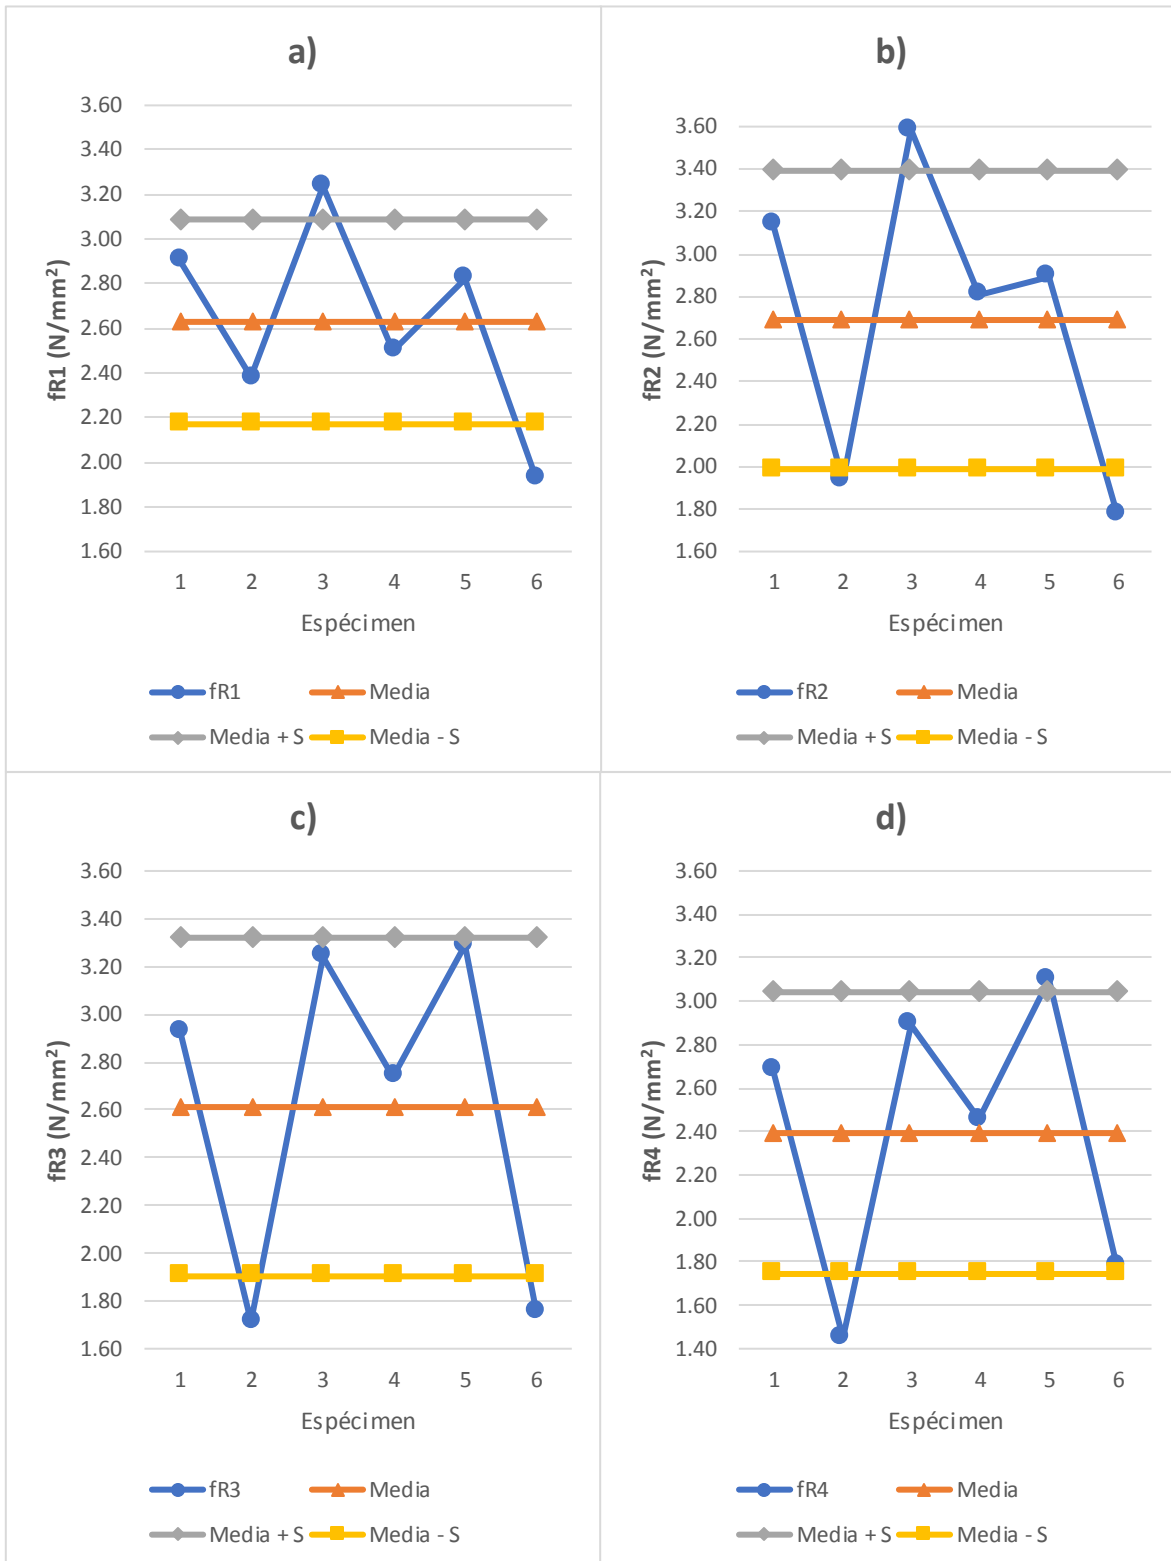 a)
3.60
3.40
3.20
3.00
2.80
2.60
2.40
2.20
2.00
1.80
1.60
fR1 (N/mm²)
1 2 3 4 5 6
Espécimen
fR1 Media
Media + S Media - S
b)
3.60
3.40
3.20
3.00
2.80
2.60
2.40
2.20
2.00
1.80
1.60
fR2 (N/mm²)
1 2 3 4 5 6
Espécimen
fR2 Media
Media + S Media - S
c)
3.60
3.40
3.20
3.00
2.80
2.60
2.40
2.20
2.00
1.80
1.60
fR3 (N/mm²)
1 2 3 4 5 6
Espécimen
fR3 Media
Media + S Media - S
d)
3.60
3.40
3.20
3.00
2.80
2.60
2.40
2.20
2.00
1.80
1.60
1.40
fR4 (N/mm²)
1 2 3 4 5 6
Espécimen
fR4 Media
Media + S Media - S